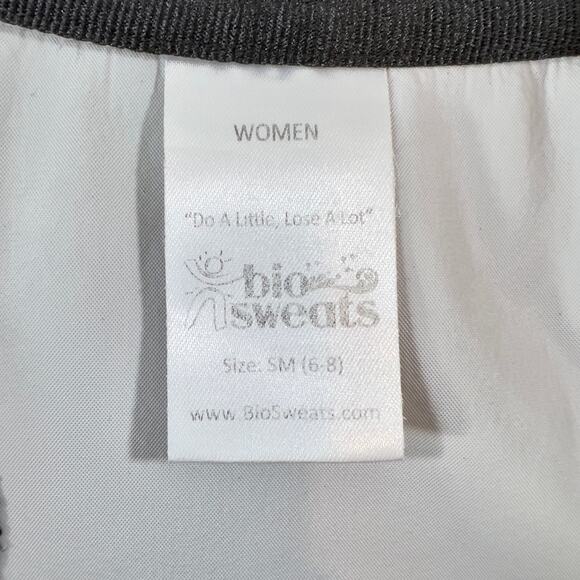 WOMEN
"Do A Little, Lose A Lot"
bio
sweats
Size: SM (6-8)
www.BioSweats.com